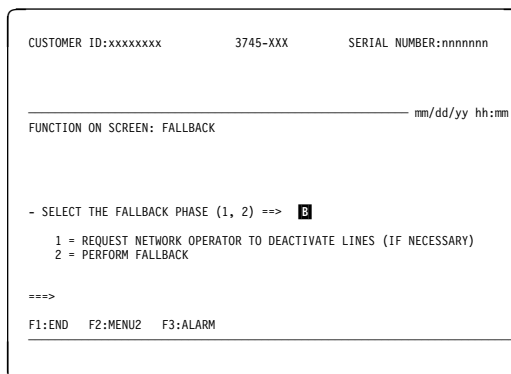 CUSTOMER ID:xxxxxxxx 3745-XXX SERIAL NUMBER:nnnnnnn
mm/dd/yy hh:mm
FUNCTION ON SCREEN: FALLBACK
- SELECT THE FALLBACK PHASE (1, 2) ==> B
1 = REQUEST NETWORK OPERATOR TO DEACTIVATE LINES (IF NECESSARY)
2 = PERFORM FALLBACK
===>
F1:END F2:MENU2 F3:ALARM